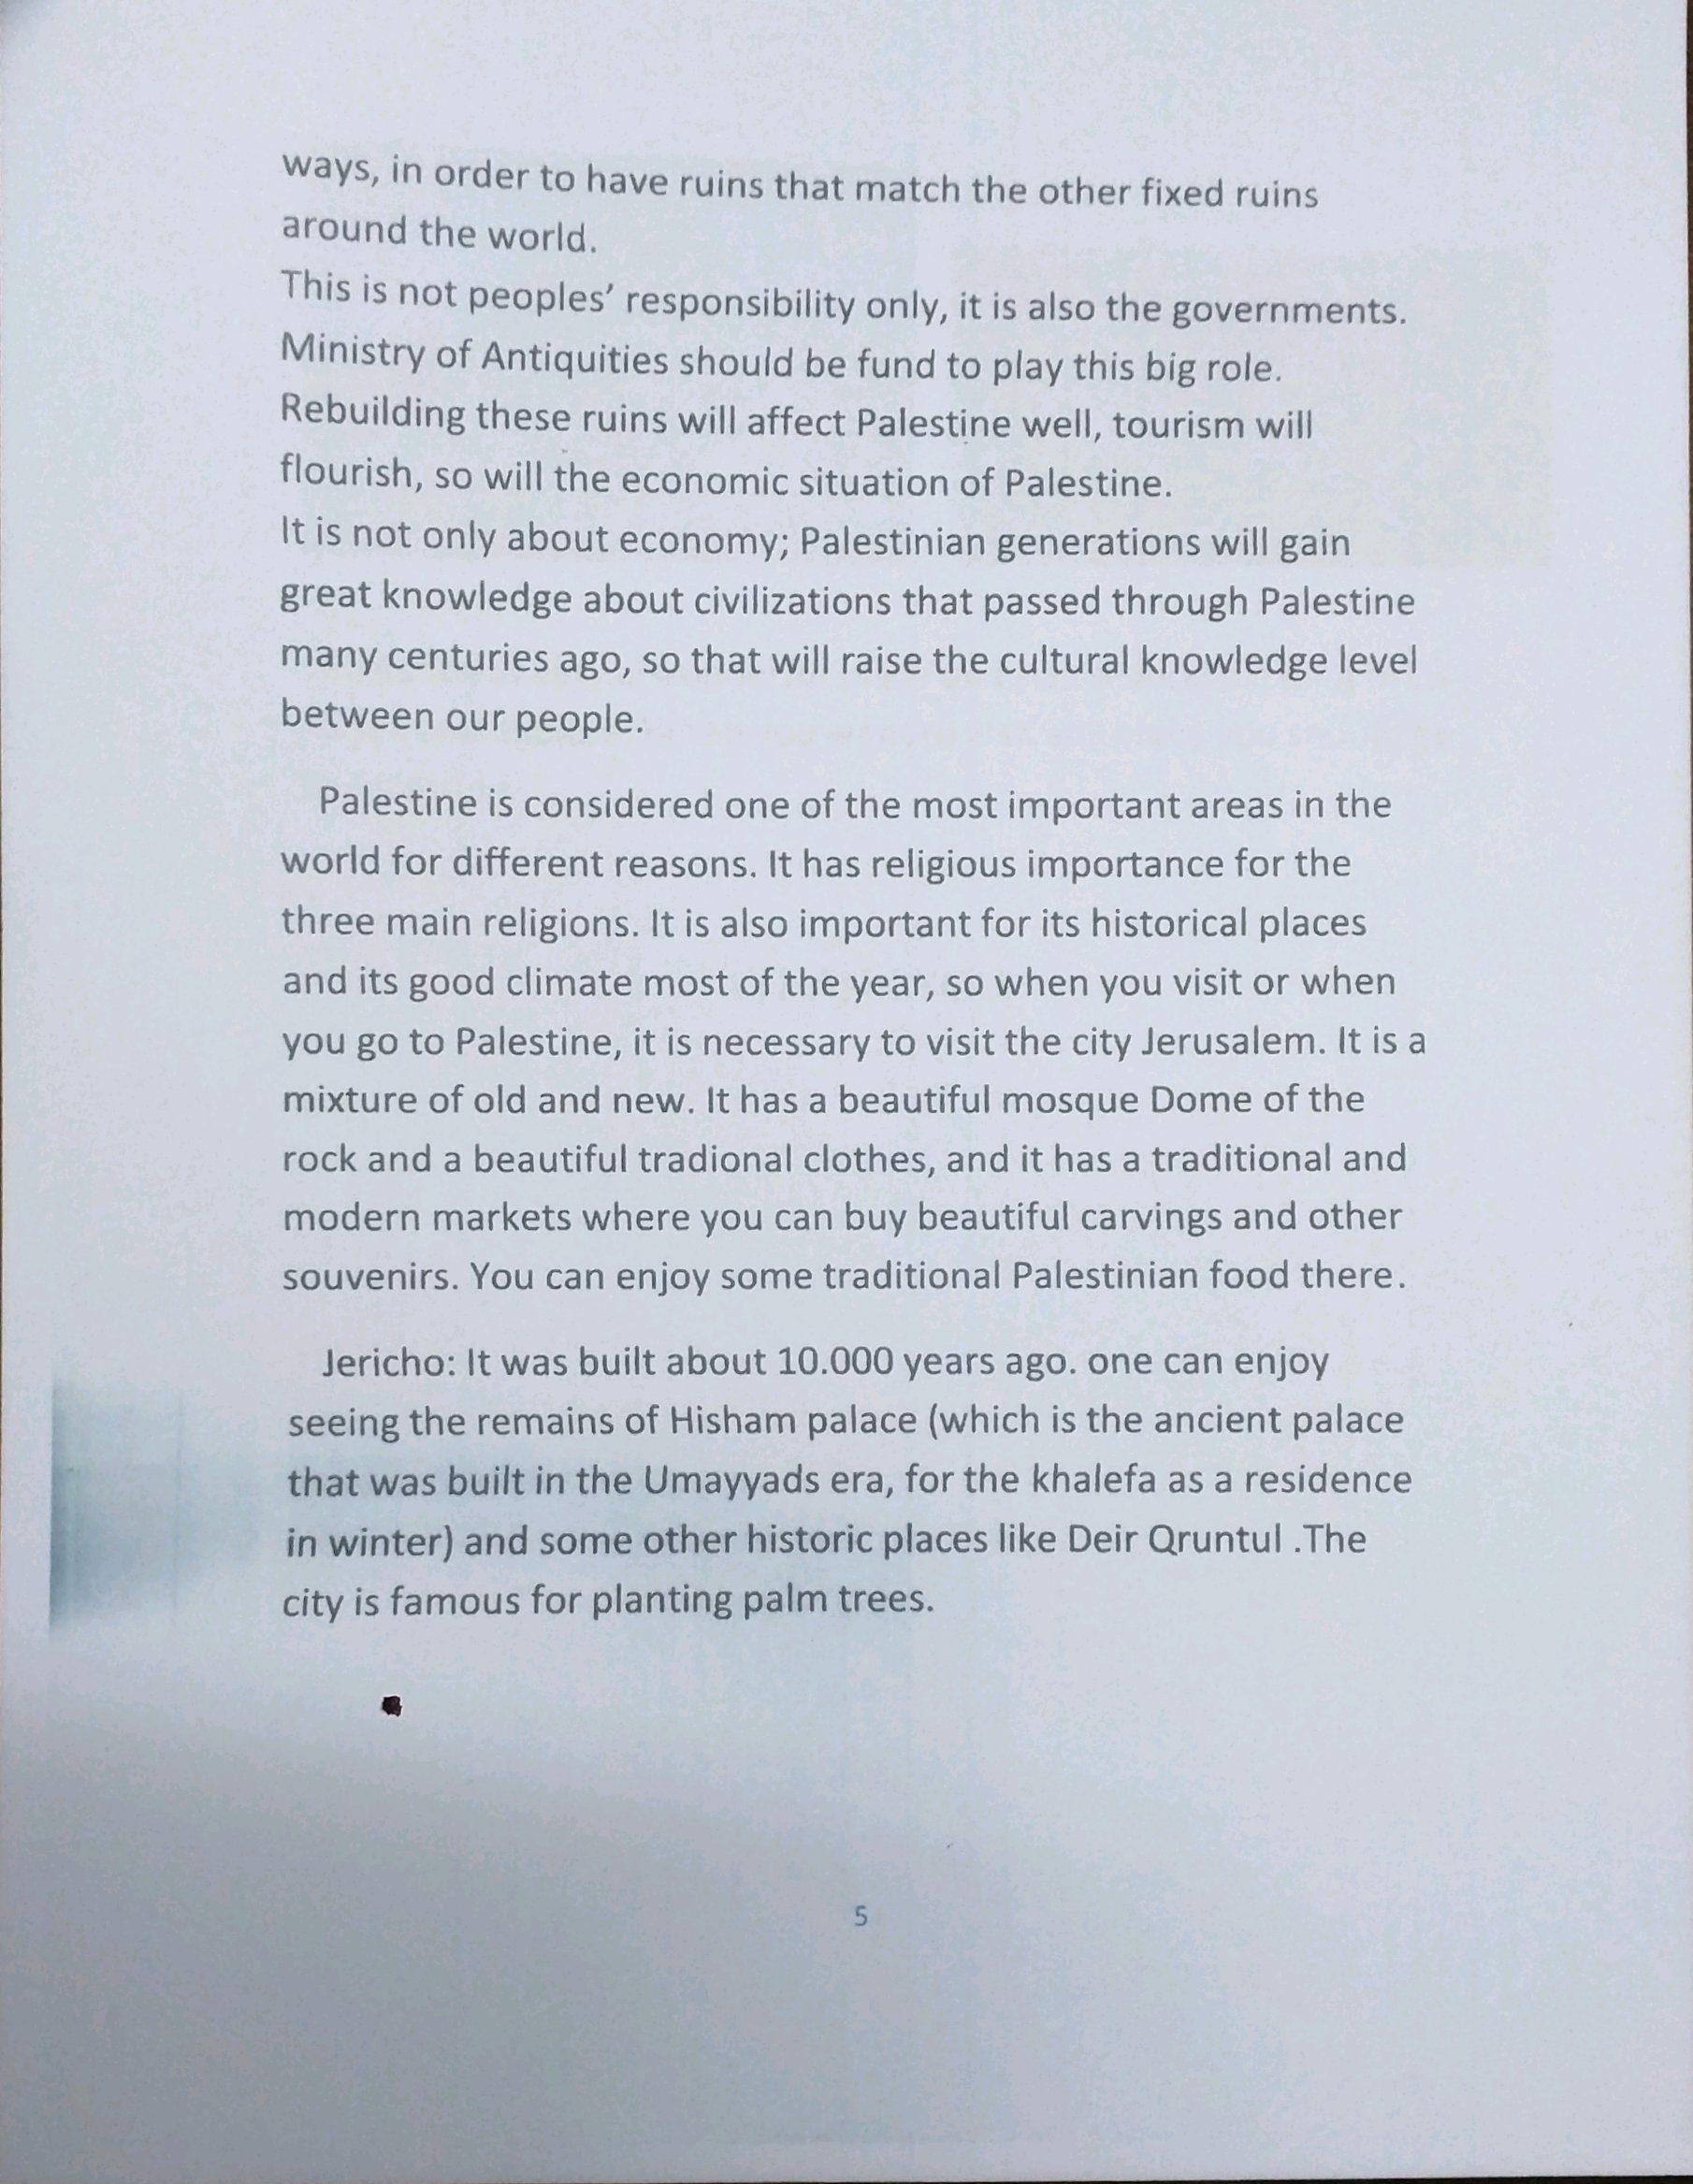 ways, in order to have ruins that match the other fixed ruins
around the world.
This is not peoples’ responsibility only, it is also the governments.
Ministry of Antiquities should be fund to play this big role.
Rebuilding these ruins will affect Palestine well, tourism will
flourish, so will the economic situation of Palestine.
It is not only about economy; Palestinian generations will gain
great knowledge about civilizations that passed through Palestine
many centuries ago, so that will raise the cultural knowledge level
between our people.
Palestine is considered one of the most important areas in the
world for different reasons. It has religious importance for the
three main religions. It is also important for its historical places
and its good climate most of the year, so when you visit or when
you go to Palestine, it is necessary to visit the city Jerusalem. It is a
mixture of old and new. It has a beautiful mosque Dome of the
rock and a beautiful tradional clothes, and it has a traditional and
modern markets where you can buy beautiful carvings and other
souvenirs. You can enjoy some traditional Palestinian food there.
Jericho: It was built about 10.000 years ago. one can enjoy
seeing the remains of Hisham palace (which is the ancient palace
that was built in the Umayyads era, for the khalefa as a residence
in winter) and some other historic places like Deir Qruntul .The
city is famous for planting palm trees.
5